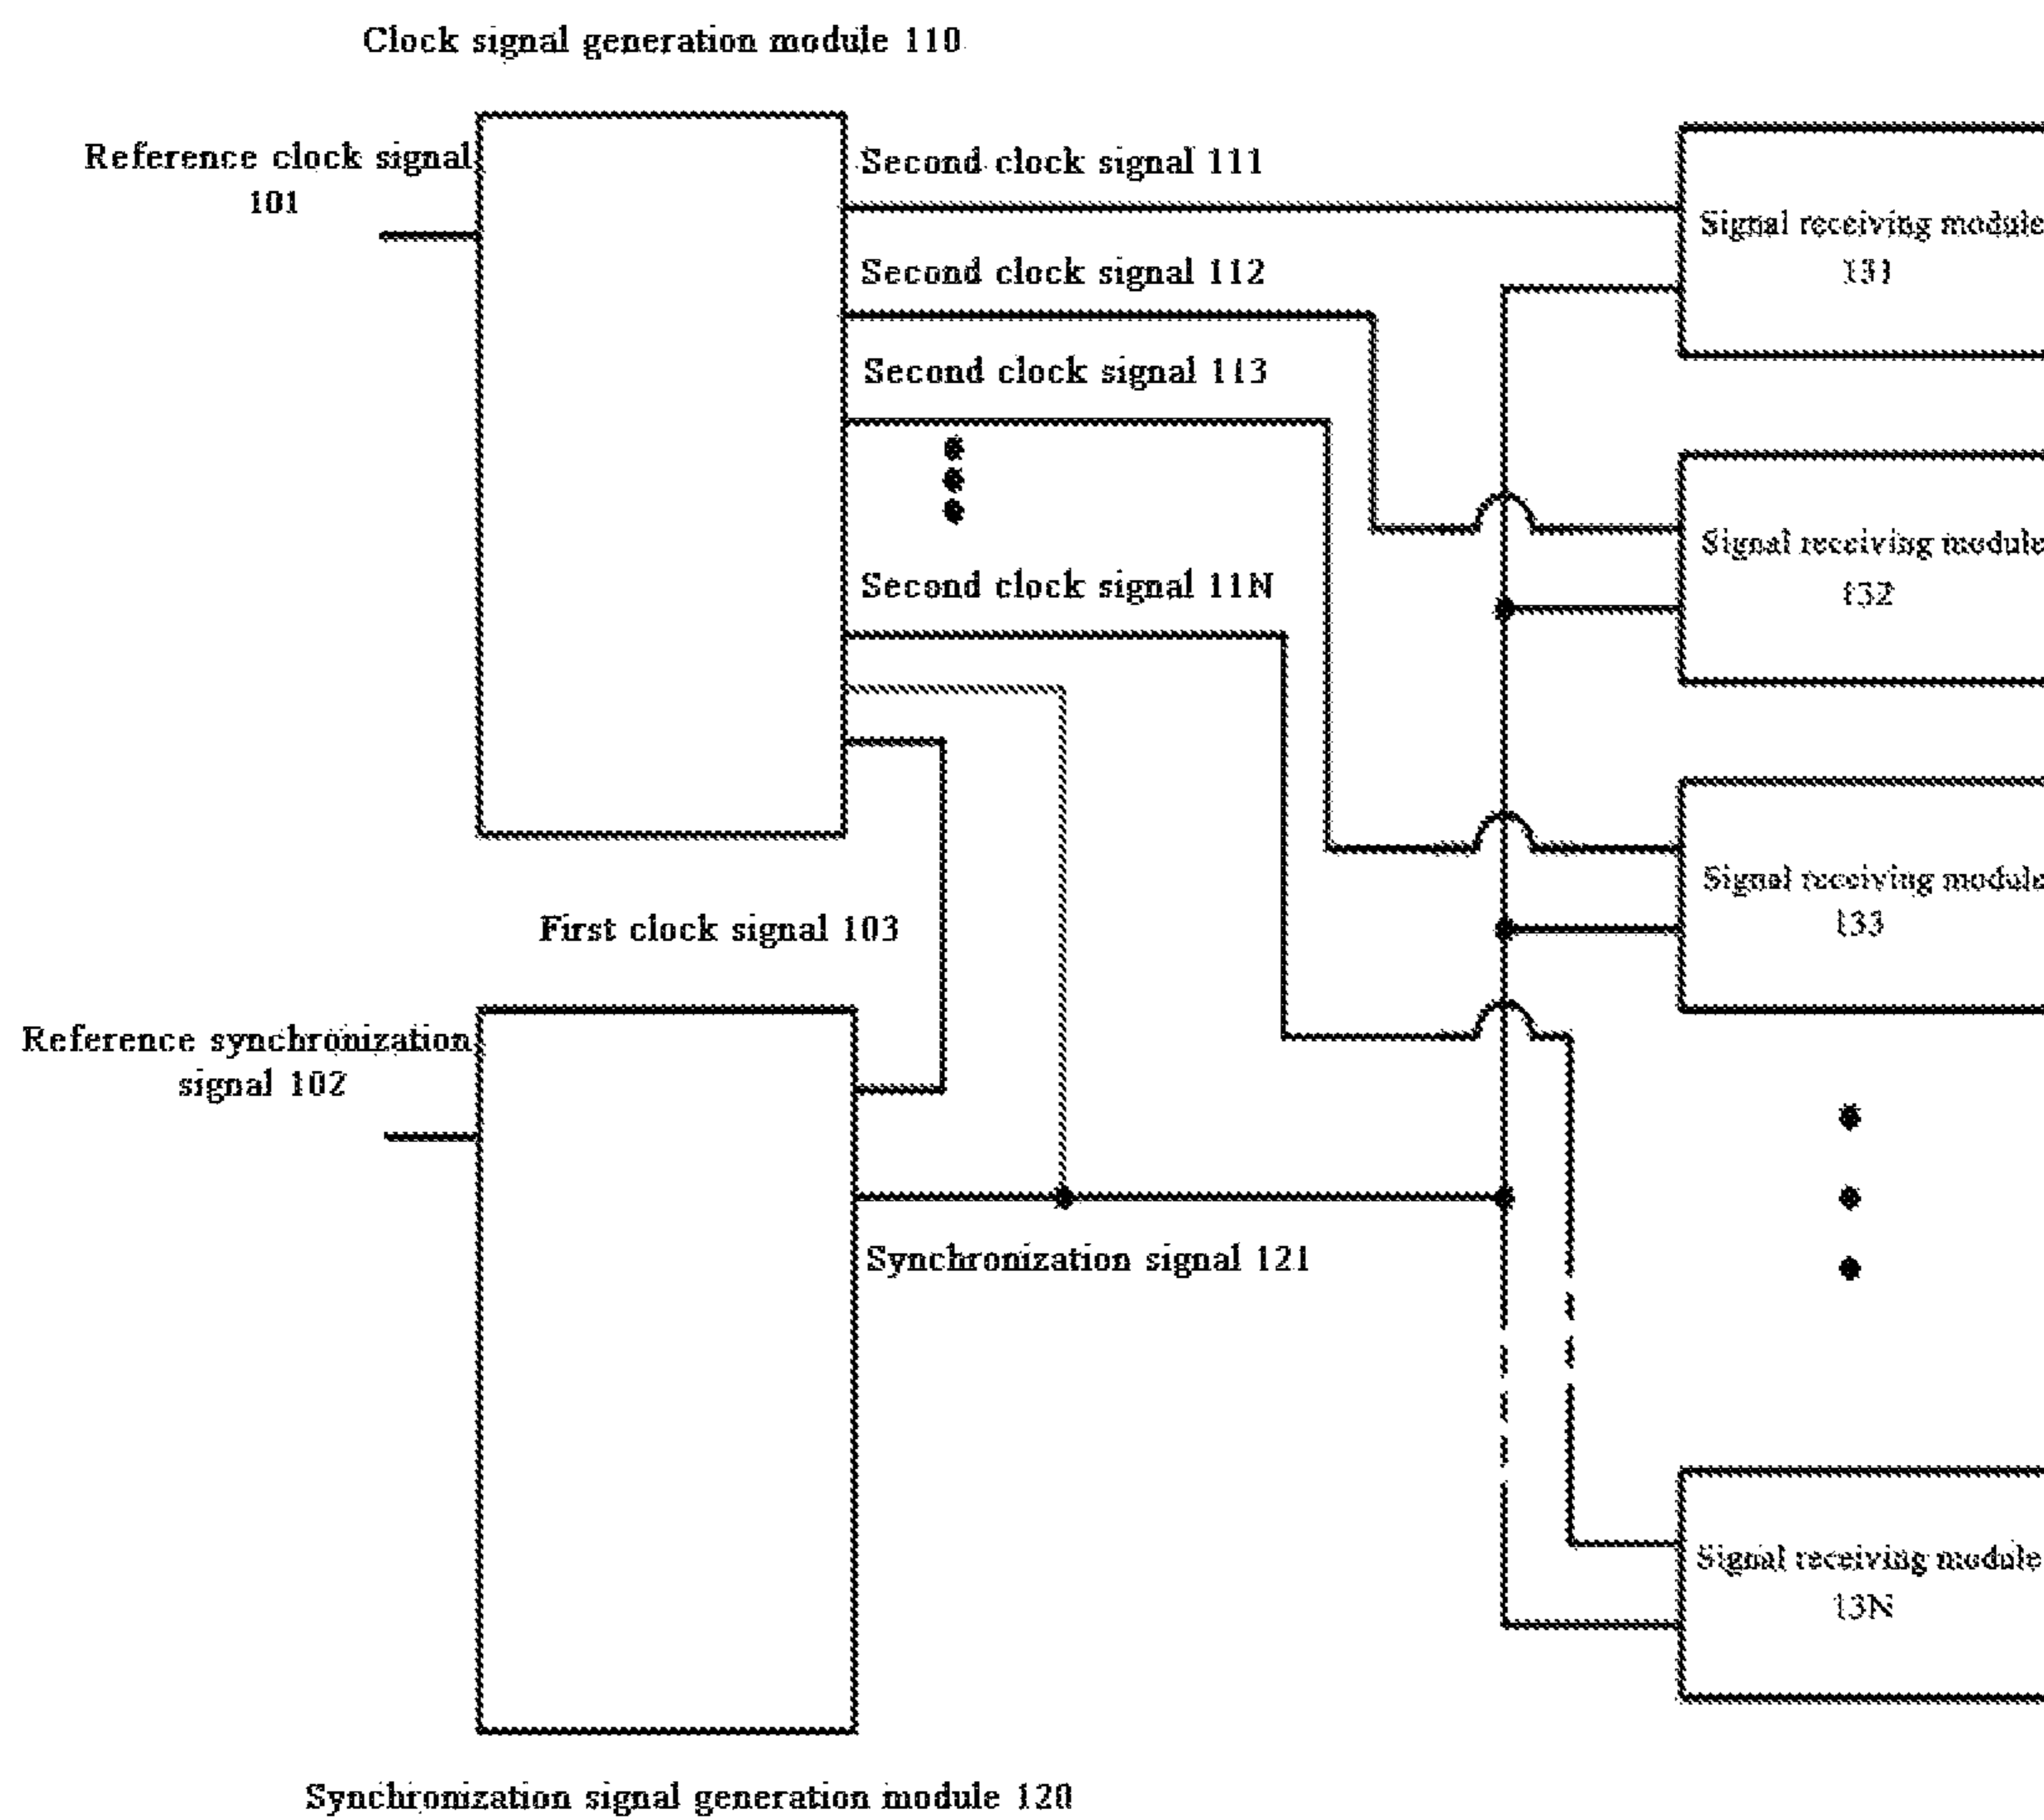 Clock signal generation module 110
Reference clock signal
101
Second clock signal 111
Second clock signal 112
Second clock signal 113
Second clock signal 11N
First clock signal 103
Reference synchronization
signal 102
Synchronization signal 121
Synchronization signal generation module 120
Signal receiving module
131
Signal receiving module
132
Signal receiving module
133
Signal receiving module
13N